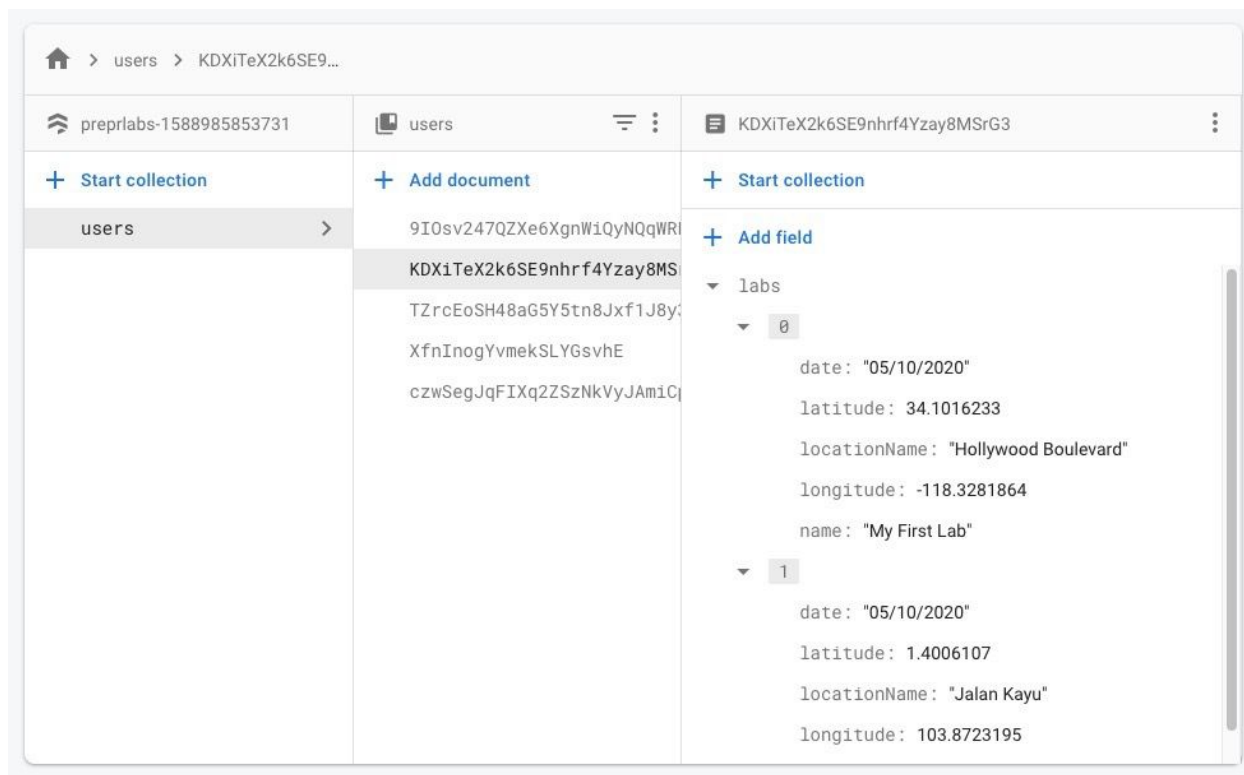 users > KDXiTeX2k6SE9…
preprlabs-1588985853731
Start collection
users
users
Add document
9IOsv247QZXe6XgnWiQyNQqWR
KDXiTeX2k6SE9nhrf4Yzay8MS
TZrcEoSH48aG5Y5tn8Jxf1J8y
XfnInogYvmekSLYGsvhE
czwSegJqFIXq2ZSzNkVyJAmiC
KDXiTeX2k6SE9nhrf4Yzay8MSrG3
Start collection
Add field
labs
0
date: "05/10/2020"
latitude: 34.1016233
locationName: "Hollywood Boulevard"
longitude: -118.3281864
name: "My First Lab"
1
date: "05/10/2020"
latitude: 1.4006107
locationName: "Jalan Kayu"
longitude: 103.8723195